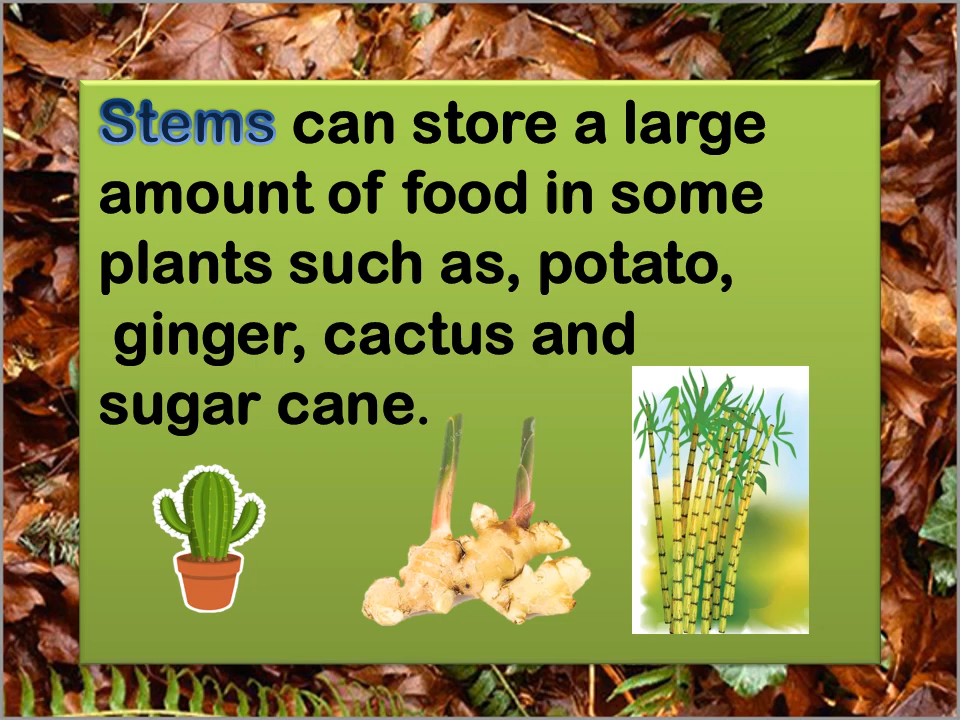 Stems can store a large
amount of food in some
plants such as, potato,
ginger, cactus and
sugar cane.